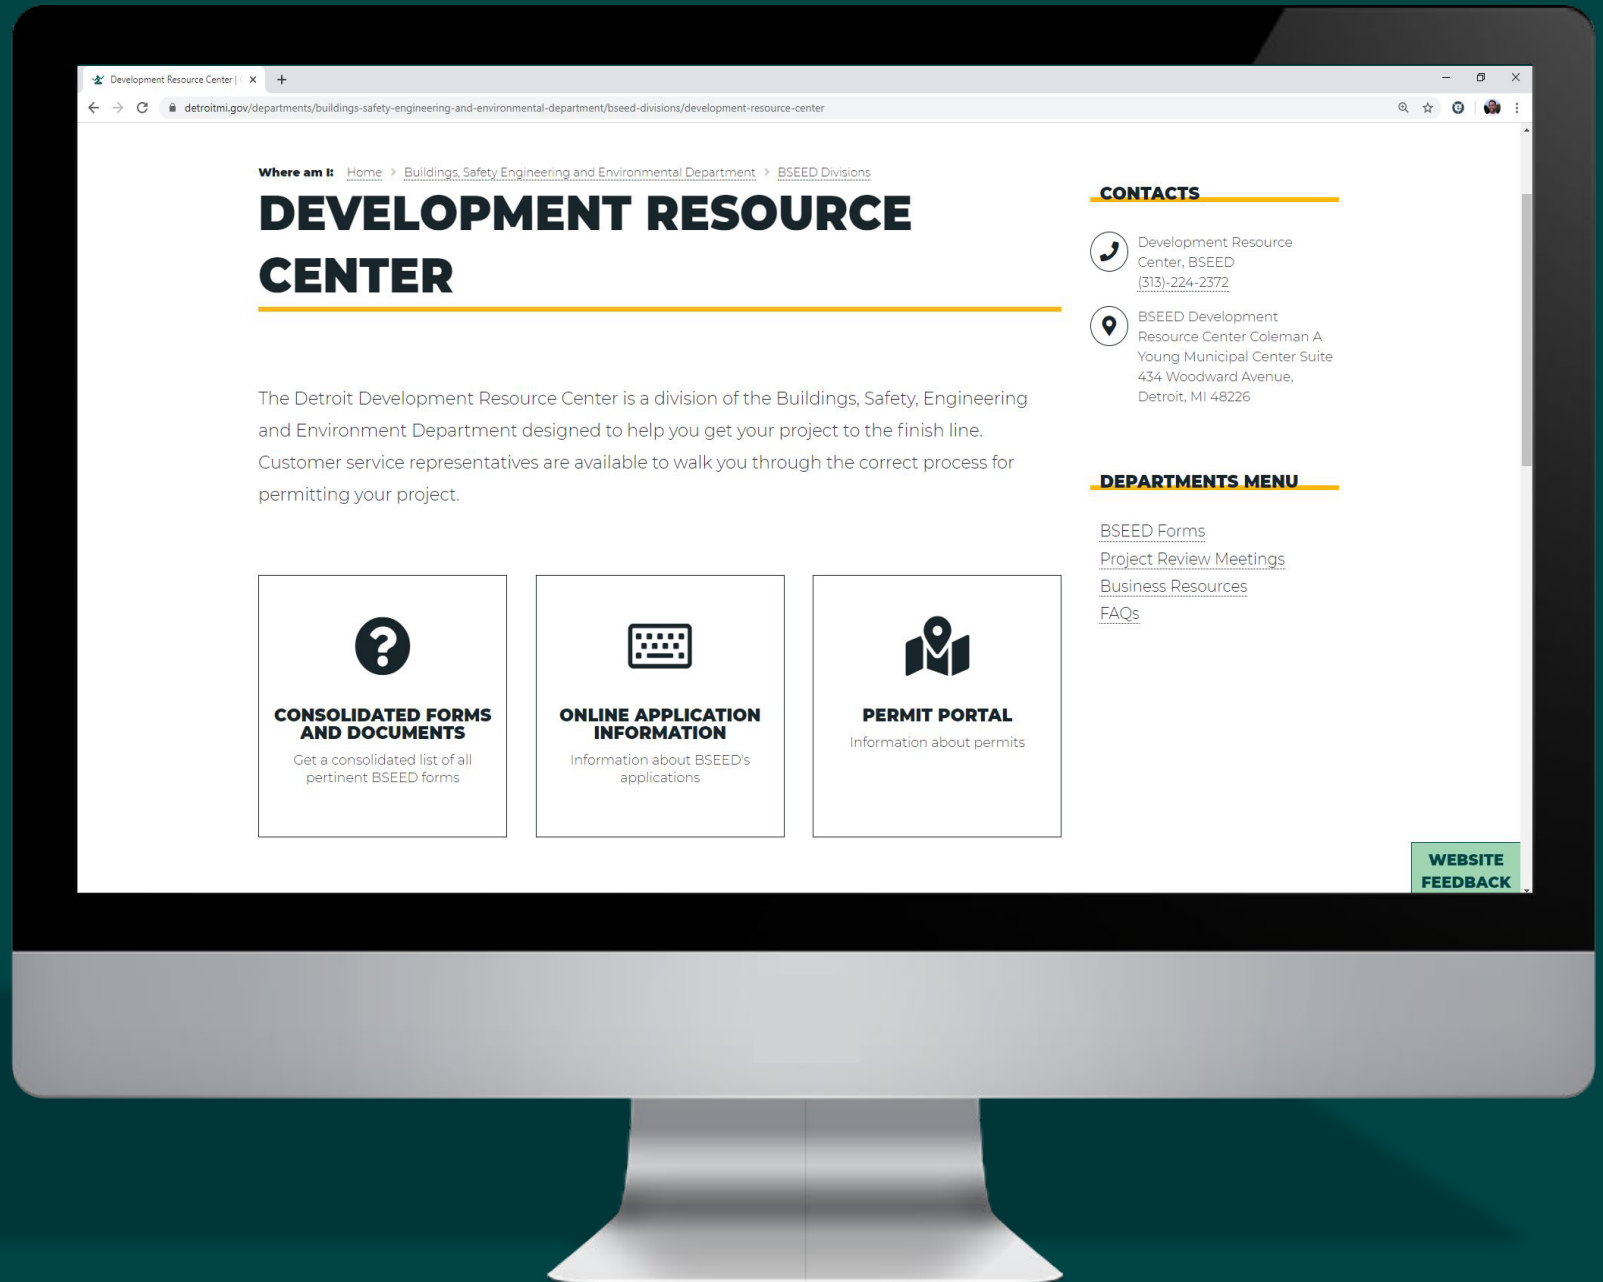 Development Resource Center |
detroitmi.gov/departments/buildings-safety-engineering-and-environmental-department/bseed-divisions/development-resource-center
Where am I: Home > Buildings, Safety Engineering and Environmental Department > BSEED Divisions
DEVELOPMENT RESOURCE
CENTER
The Detroit Development Resource Center is a division of the Buildings, Safety, Engineering
and Environment Department designed to help you get your project to the finish line.
Customer service representatives are available to walk you through the correct process for
permitting your project.
CONSOLIDATED FORMS
AND DOCUMENTS
Get a consolidated list of all
pertinent BSEED forms
ONLINE APPLICATION
INFORMATION
Information about BSEED's
applications
PERMIT PORTAL
Information about permits
CONTACTS
Development Resource
Center, BSEED
(313)-224-2372
BSEED Development
Resource Center Coleman A
Young Municipal Center Suite
434 Woodward Avenue,
Detroit, MI 48226
DEPARTMENTS MENU
BSEED Forms
Project Review Meetings
Business Resources
FAQs
WEBSITE
FEEDBACK